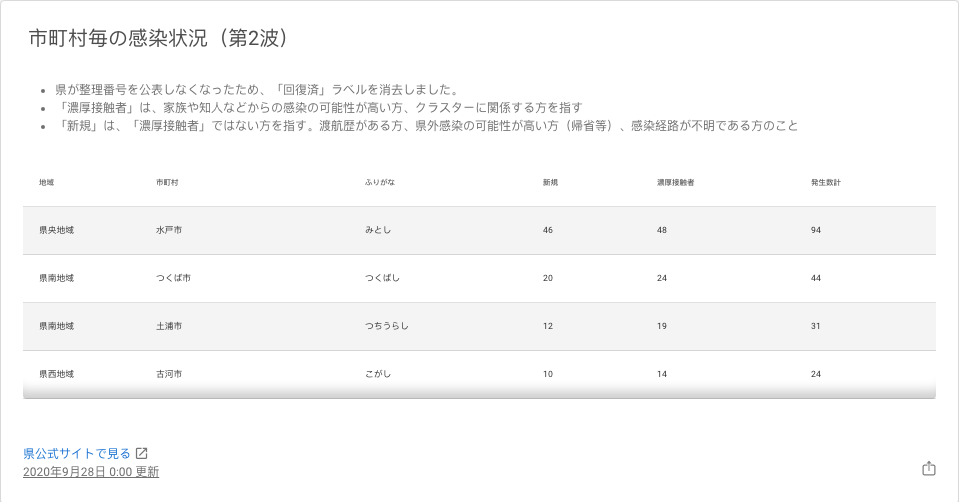 市町村毎の感染状況（第2波）
県が整理番号を公表しなくなったため、「回復済」ラベルを消去しました。
「濃厚接触者」は、家族や知人などからの感染の可能性が高い方、クラスターに関係する方を指す
「新規」は、「濃厚接触者」ではない方を指す。渡航歴がある方、県外感染の可能性が高い方（帰省等）、感染経路が不明である方のこと
地域 市町村 ふりがな 新規 濃厚接触者 発生数計
県央地域 水戸市 みとし 46 48 94
県南地域 つくば市 つくばし 20 24 44
県南地域 土浦市 つちうらし 12 19 31
県西地域 古河市 こがし 10 14 24
県公式サイトで見る
2020年9月28日 0:00 更新